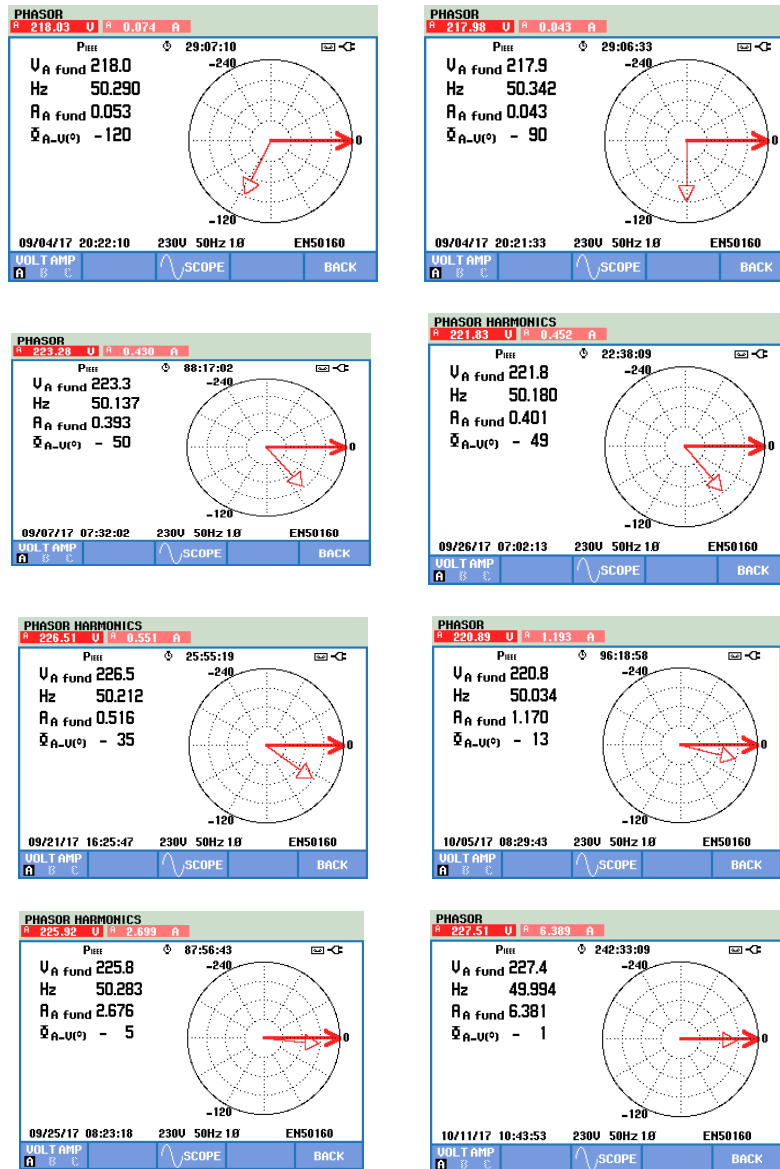 PHASOR
A 218.03 V A 0.074 A
PIEEE 29:07:10
VA fund 218.0
-240
Hz 50.290
AA fund 0.053
ΦA-V(°) -120
0
-120
09/04/17 20:22:10 230V 50Hz 1Ø EN50160
VOLT AMP
A B C SCOPE BACK
PHASOR
A 217.98 V A 0.043 A
PIEEE 29:06:33
VA fund 217.9
-240
Hz 50.342
AA fund 0.043
ΦA-V(°) - 90
0
-120
09/04/17 20:21:33 230V 50Hz 1Ø EN50160
VOLT AMP
A B C SCOPE BACK
PHASOR
A 223.28 V A 0.430 A
PIEEE 88:17:02
VA fund 223.3
-240
Hz 50.137
AA fund 0.393
ΦA-V(°) - 50
0
-120
09/07/17 07:32:02 230V 50Hz 1Ø EN50160
VOLT AMP
A B C SCOPE BACK
PHASOR HARMONICS
A 221.83 V A 0.452 A
PIEEE 22:38:09
VA fund 221.8
-240
Hz 50.180
AA fund 0.401
ΦA-V(°) - 49
0
-120
09/26/17 07:02:13 230V 50Hz 1Ø EN50160
VOLT AMP
A B C SCOPE BACK
PHASOR HARMONICS
A 226.51 V A 0.551 A
PIEEE 25:55:19
VA fund 226.5
-240
Hz 50.212
AA fund 0.516
ΦA-V(°) - 35
0
-120
09/21/17 16:25:47 230V 50Hz 1Ø EN50160
VOLT AMP
A B C SCOPE BACK
PHASOR
A 220.89 V A 1.193 A
PIEEE 96:18:58
VA fund 220.8
-240
Hz 50.034
AA fund 1.170
ΦA-V(°) - 13
0
-120
10/05/17 08:29:43 230V 50Hz 1Ø EN50160
VOLT AMP
A B C SCOPE BACK
PHASOR HARMONICS
A 225.92 V A 2.699 A
PIEEE 87:56:43
VA fund 225.8
-240
Hz 50.283
AA fund 2.676
ΦA-V(°) - 5
0
-120
09/25/17 08:23:18 230V 50Hz 1Ø EN50160
VOLT AMP
A B C SCOPE BACK
PHASOR
A 227.51 V A 6.389 A
PIEEE 242:33:09
VA fund 227.4
-240
Hz 49.994
AA fund 6.381
ΦA-V(°) - 1
0
-120
10/11/17 10:43:53 230V 50Hz 1Ø EN50160
VOLT AMP
A B C SCOPE BACK